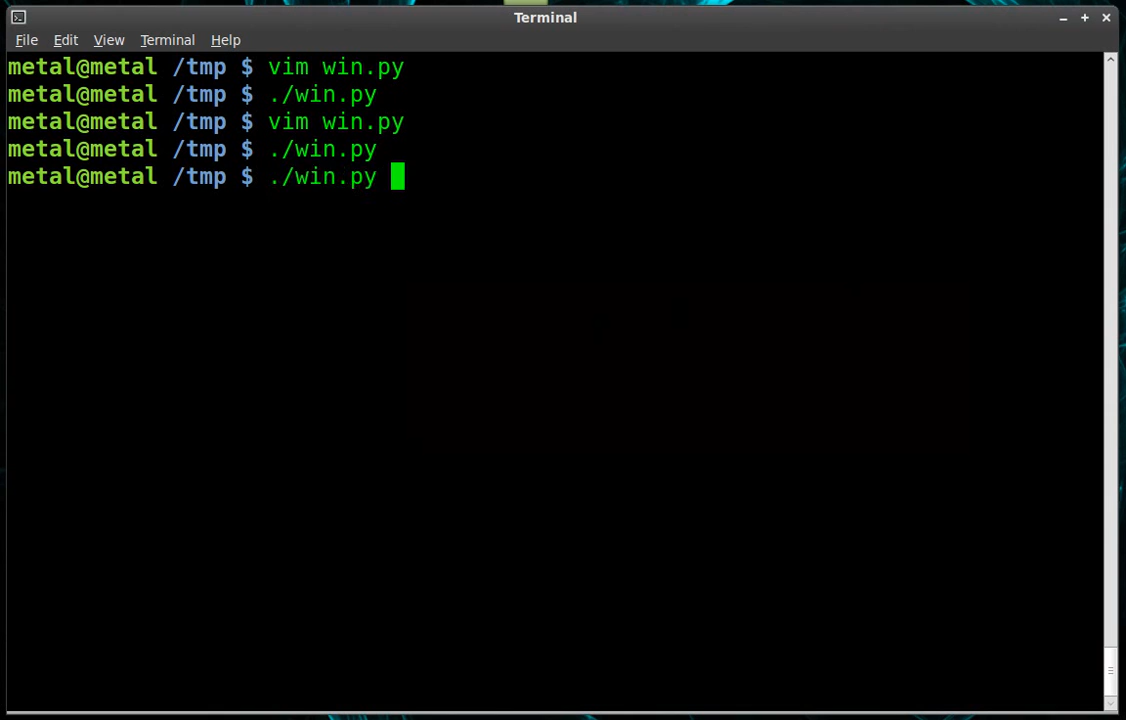 Terminal
File Edit View Terminal Help
metal@metal /tmp $ vim win.py
metal@metal /tmp $ ./win.py
metal@metal /tmp $ vim win.py
metal@metal /tmp $ ./win.py
metal@metal /tmp $ ./win.py